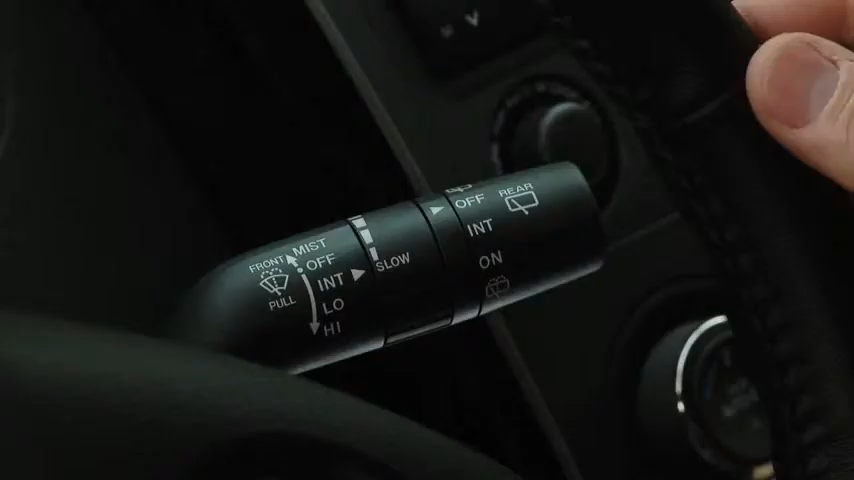 FRONT
PULL
MIST
OFF
INT
LO
HI
SLOW
OFF
INT
ON
REAR